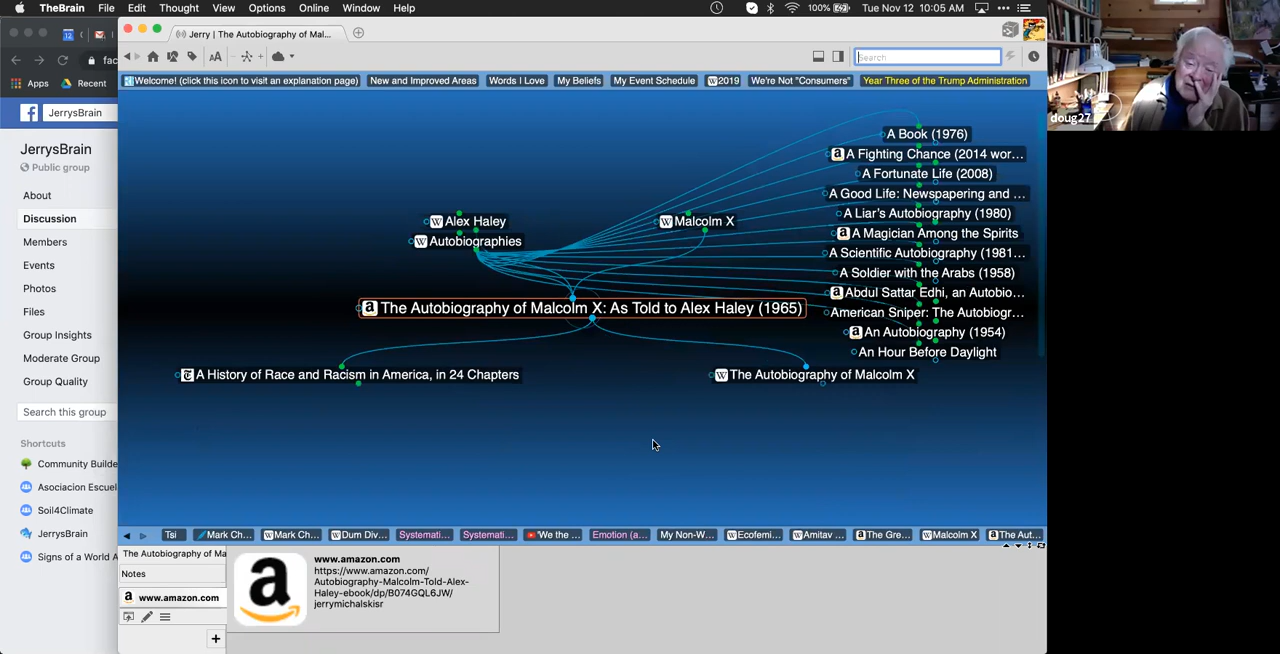 TheBrain File Edit Thought View Options Online Window Help 100% Tue Nov 12 10:05 AM
Jerry | The Autobiography of Mal...
AA
Search
Welcome! (click this icon to visit an explanation page) New and Improved Areas Words I Love My Beliefs My Event Schedule 2019 We're Not "Consumers" Year Three of the Trump Administration
doug27
Apps Recent
JerrysBrain
JerrysBrain
Public group
About
Discussion
Members
Events
Photos
Files
Group Insights
Moderate Group
Group Quality
Search this group
Shortcuts
Community Builde
Asociacion Escuel
Soil4Climate
JerrysBrain
Signs of a World A
A Book (1976)
A Fighting Chance (2014 wor...
A Fortunate Life (2008)
A Good Life: Newspapering and ...
A Liar's Autobiography (1980)
A Magician Among the Spirits
A Scientific Autobiography (1981...
A Soldier with the Arabs (1958)
Abdul Sattar Edhi, an Autobio...
American Sniper: The Autobiogr...
An Autobiography (1954)
An Hour Before Daylight
Alex Haley
Autobiographies
Malcolm X
The Autobiography of Malcolm X: As Told to Alex Haley (1965)
A History of Race and Racism in America, in 24 Chapters
The Autobiography of Malcolm X
Tsi Mark Ch... Mark Ch... Dum Div... Systemati... Systemati... 'We the ... Emotion (a... My Non-W... Ecofemi... Amitav ... The Gre... Malcolm X The Aut...
The Autobiography of Ma
Notes
www.amazon.com
www.amazon.com
https://www.amazon.com/
Autobiography-Malcolm-Told-Alex-
Haley-ebook/dp/B074GQL6JW/
jerrymichalskisr